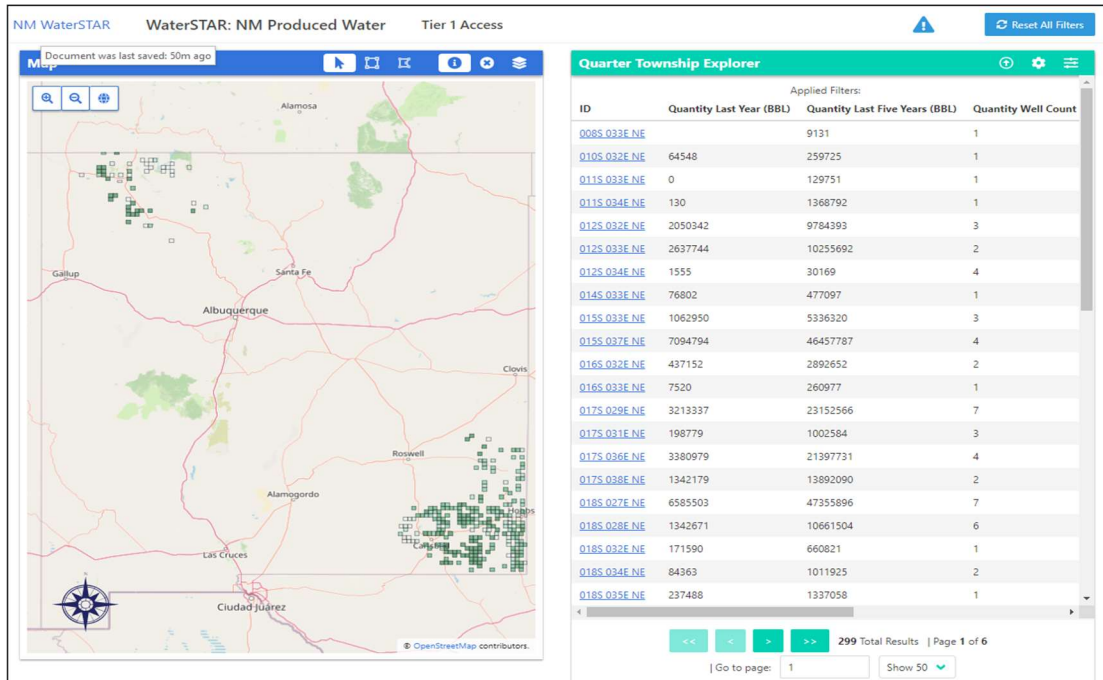 NM WaterSTAR WaterSTAR: NM Produced Water Tier 1 Access Reset All Filters
Document was last saved: 50m ago
Quarter Township Explorer
Alamosa
Gallup
Santa Fe
Albuquerque
Clovis
Roswell
Alamogordo
Hobbs
Las Cruces
Ciudad Juárez
© OpenStreetMap contributors.
Applied Filters:
ID Quantity Last Year (BBL) Quantity Last Five Years (BBL) Quantity Well Count
008S 033E NE 9131 1
010S 032E NE 64548 259725 1
011S 033E NE 0 129751 1
011S 034E NE 130 1368792 1
012S 032E NE 2050342 9784393 3
012S 033E NE 2637744 10255692 2
012S 034E NE 1555 30169 4
014S 033E NE 76802 477097 1
015S 033E NE 1062950 5336320 3
015S 037E NE 7094794 46457787 4
016S 032E NE 437152 2892652 2
016S 033E NE 7520 260977 1
017S 029E NE 3213337 23152566 7
017S 031E NE 198779 1002584 3
017S 036E NE 3380979 21397731 4
017S 038E NE 1342179 13892090 2
018S 027E NE 6585503 47355896 7
018S 028E NE 1342671 10661504 6
018S 032E NE 171590 660821 1
018S 034E NE 84363 1011925 2
018S 035E NE 237488 1337058 1
<< < > >> 299 Total Results | Page 1 of 6
| Go to page: 1 Show 50